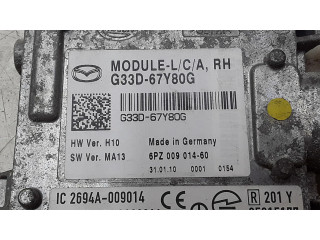 MODULE-L/C/A, RH
G33D-67Y80G
G33D-67Y80G
HW Ver. H10 Made in Germany
SW Ver. MA13 6PZ 009 014-60
31.01.10 0001 0154
IC 2694A-009014
R 201 Y